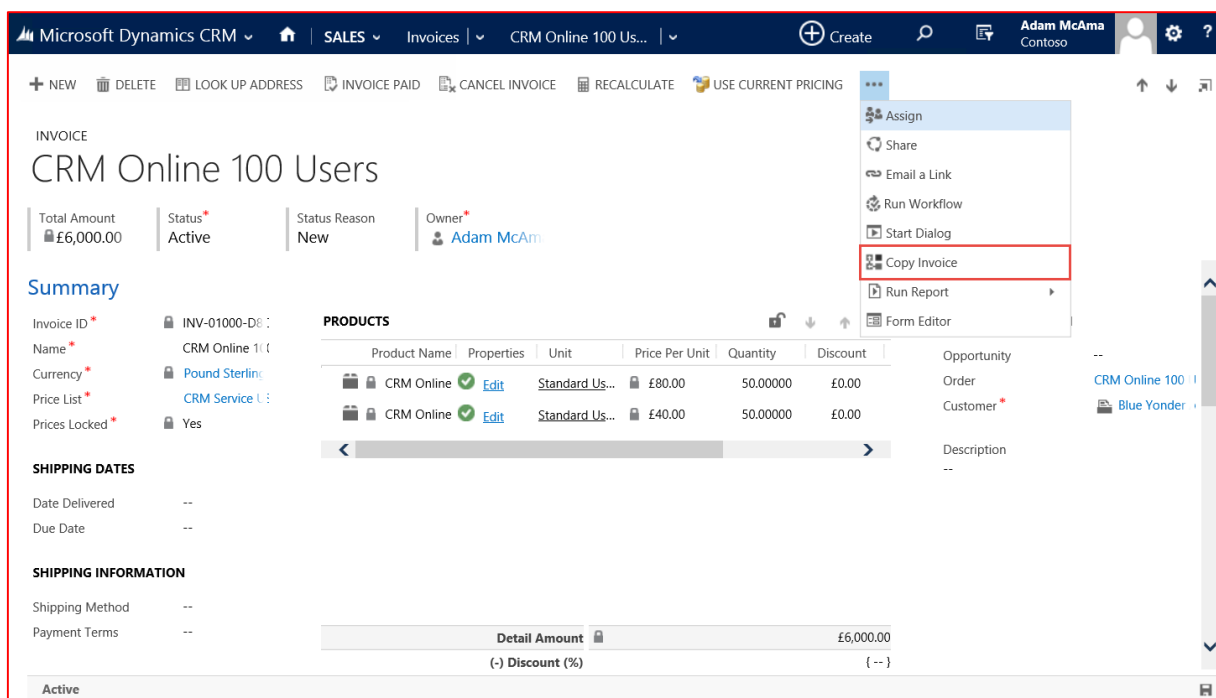 Microsoft Dynamics CRM SALES Invoices CRM Online 100 Us... Create Adam McAma
Contoso ?
NEW DELETE LOOK UP ADDRESS INVOICE PAID CANCEL INVOICE RECALCULATE USE CURRENT PRICING ...
Assign
Share
Email a Link
Run Workflow
Start Dialog
Copy Invoice
Run Report
Form Editor
INVOICE
CRM Online 100 Users
Total Amount Status* Status Reason Owner*
£6,000.00 Active New Adam McAm
Summary
Invoice ID* INV-01000-D8
Name* CRM Online
Currency* Pound Sterling
Price List* CRM Service
Prices Locked* Yes
SHIPPING DATES
Date Delivered --
Due Date --
SHIPPING INFORMATION
Shipping Method --
Payment Terms --
PRODUCTS
Product Name Properties Unit Price Per Unit Quantity Discount
CRM Online Edit Standard Us... £80.00 50.00000 £0.00
CRM Online Edit Standard Us... £40.00 50.00000 £0.00
Detail Amount £6,000.00
(-) Discount (%) { -- }
Opportunity --
Order CRM Online 100
Customer* Blue Yonder
Description
--
Active